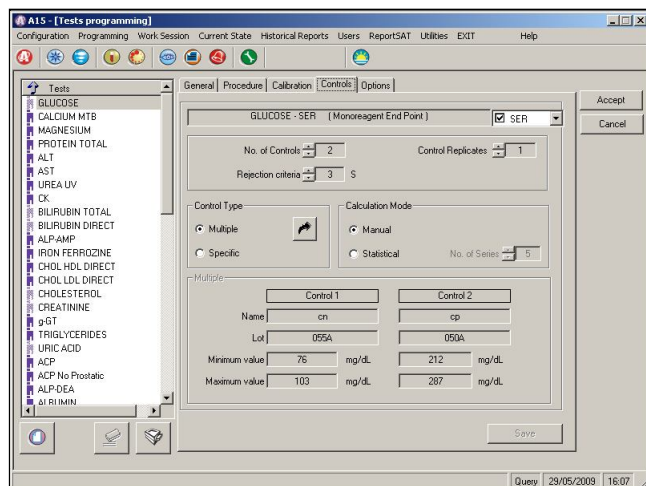 A15 - [Tests programming]
Configuration Programming Work Session Current State Historical Reports Users ReportSAT Utilities EXIT Help
Tests
GLUCOSE
CALCIUM MTB
MAGNESIUM
PROTEIN TOTAL
ALT
AST
UREA UV
CK
BILIRUBIN TOTAL
BILIRUBIN DIRECT
ALP-AMP
IRON FERROZINE
CHOL HDL DIRECT
CHOL LDL DIRECT
CHOLESTEROL
CREATININE
g-GT
TRIGLYCERIDES
URIC ACID
ACP
ACP No Prostatic
ALP-DEA
ALBUMIN
General Procedure Calibration Controls Options
GLUCOSE - SER (Monoreagent End Point) SER
No. of Controls 2 Control Replicates 1
Rejection criteria 3 S
Control Type
Multiple
Specific
Calculation Mode
Manual
Statistical No. of Series 5
Multiple
Control 1 Control 2
Name cn cp
Lot 055A 050A
Minimum value 76 mg/dL 212 mg/dL
Maximum value 103 mg/dL 287 mg/dL
Save
Accept
Cancel
Query 29/05/2009 16:07